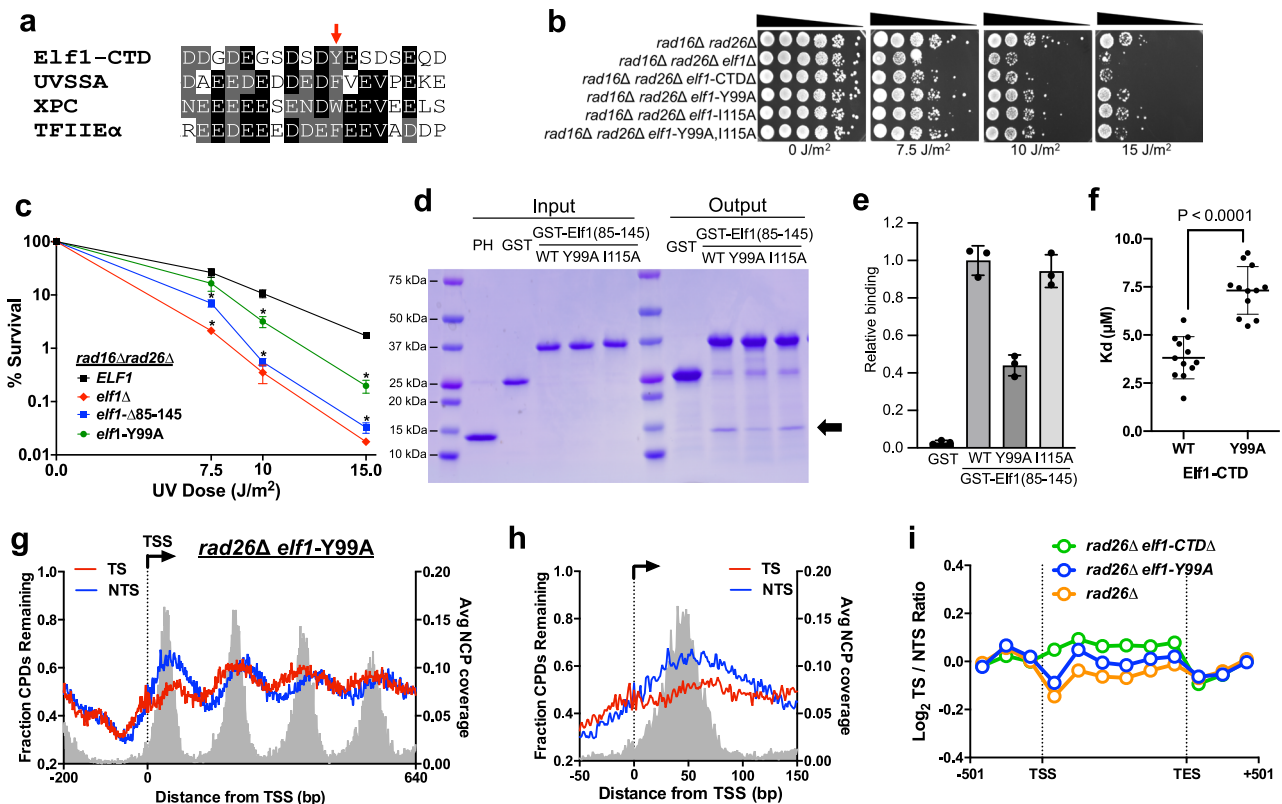 a
Elf1-CTD DDGDEGSDSDYESDSEQD
UVSSA DAEEDEDDEDFVEVPEKE
XPC NEEEEEESENDWEEVEELS
TFIIEα REEDEEEDDEFEEVADDP
b
rad16Δ rad26Δ
rad16Δ rad26Δ elf1Δ
rad16Δ rad26Δ elf1-CTDΔ
rad16Δ rad26Δ elf1-Y99A
rad16Δ rad26Δ elf1-I115A
rad16Δ rad26Δ elf1-Y99A,I115A
0 J/m² 7.5 J/m² 10 J/m² 15 J/m²
c
% Survival
100
10
1
0.1
0.01
rad16Δrad26Δ
ELF1
elf1Δ
elf1-Δ85-145
elf1-Y99A
* * *
* * *
*
0.0 7.5 10 15.0
UV Dose (J/m²)
d
Input Output
PH GST GST-Elf1(85-145) WT Y99A I115A
GST GST-Elf1(85-145) WT Y99A I115A
75 kDa
50 kDa
37 kDa
25 kDa
20 kDa
15 kDa
10 kDa
e
Relative binding
1.2
1.0
0.8
0.6
0.4
0.2
0.0
GST WT Y99A I115A
GST-Elf1(85-145)
f
P < 0.0001
Kd (μM)
10.0
7.5
5.0
2.5
0.0
WT Y99A
Elf1-CTD
g
TSS
rad26Δ elf1-Y99A
TS
NTS
Fraction CPDs Remaining
1.0
0.8
0.6
0.4
0.2
Avg NCP coverage
0.20
0.15
0.10
0.05
0.00
-200 0 640
Distance from TSS (bp)
h
TS
NTS
Fraction CPDs Remaining
1.0
0.8
0.6
0.4
0.2
Avg NCP coverage
0.20
0.15
0.10
0.05
0.00
-50 0 50 100 150
Distance from TSS (bp)
i
rad26Δ elf1-CTDΔ
rad26Δ elf1-Y99A
rad26Δ
Log₂ TS / NTS Ratio
0.4
0.2
0.0
-0.2
-0.4
-501 TSS TES +501